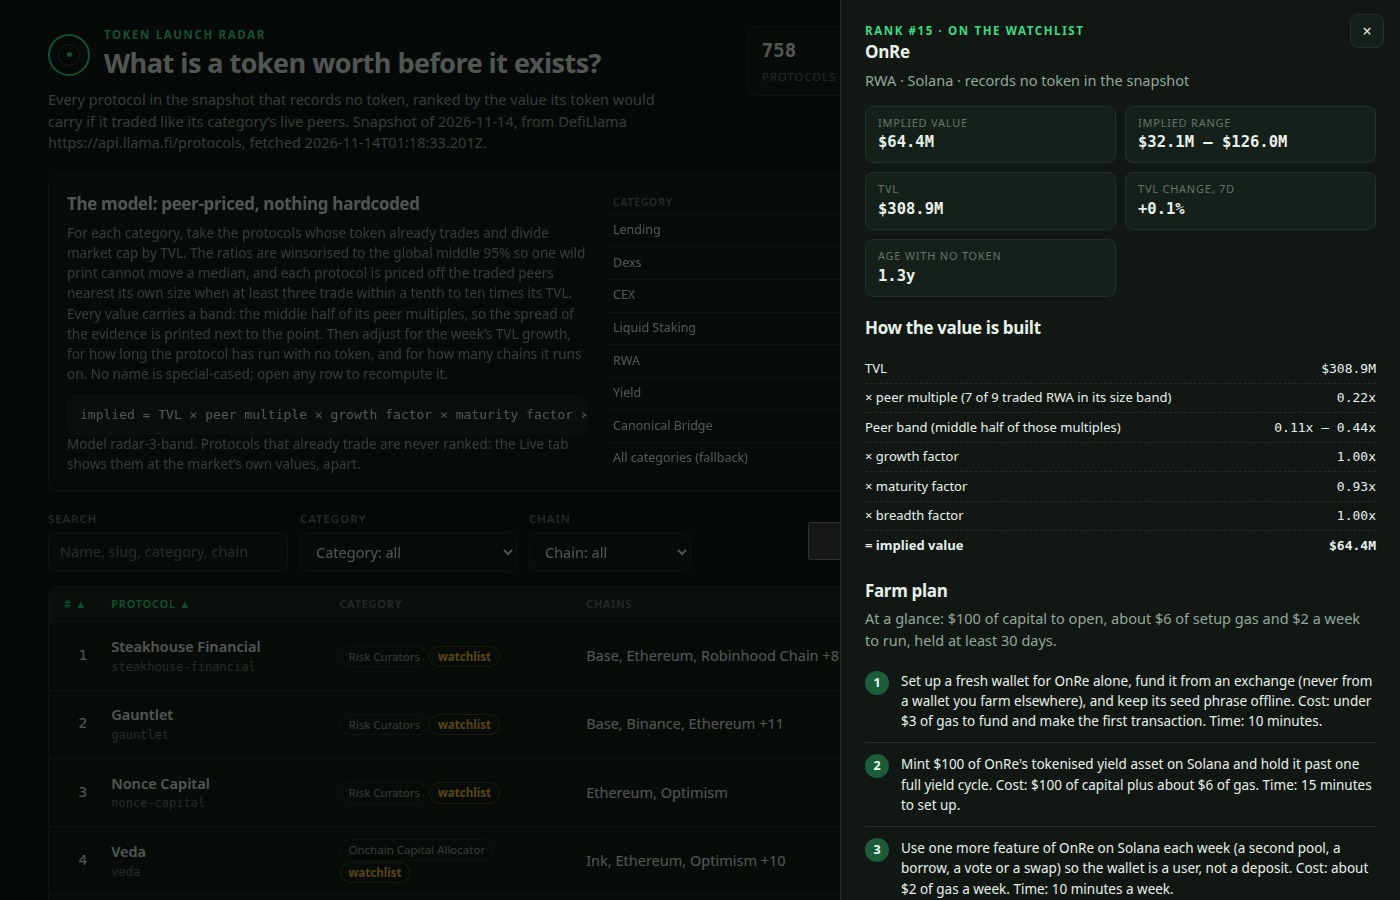 TOKEN LAUNCH RADAR
What is a token worth before it exists?
Every protocol in the snapshot that records no token, ranked by the value its token would
carry if it traded like its category's live peers. Snapshot of 2026-11-14, from DefiLlama
https://api.llama.fi/protocols, fetched 2026-11-14T01:18:33.201Z.
758
PROTOCOLS
The model: peer-priced, nothing hardcoded
For each category, take the protocols whose token already trades and divide
market cap by TVL. The ratios are winsorised to the global middle 95% so one wild
print cannot move a median, and each protocol is priced off the traded peers
nearest its own size when at least three trade within a tenth to ten times its TVL.
Every value carries a band: the middle half of its peer multiples, so the spread of
the evidence is printed next to the point. Then adjust for the week's TVL growth,
for how long the protocol has run with no token, and for how many chains it runs
on. No name is special-cased; open any row to recompute it.
implied = TVL × peer multiple × growth factor × maturity factor ×
Model radar-3-band. Protocols that already trade are never ranked: the Live tab
shows them at the market's own values, apart.
CATEGORY
Lending
Dexs
CEX
Liquid Staking
RWA
Yield
Canonical Bridge
All categories (fallback)
SEARCH
Name, slug, category, chain
CATEGORY
Category: all
CHAIN
Chain: all
# ▲ PROTOCOL ▲ CATEGORY CHAINS
1 Steakhouse Financial Risk Curators watchlist Base, Ethereum, Robinhood Chain +8
steakhouse-financial
2 Gauntlet Risk Curators watchlist Base, Binance, Ethereum +11
gauntlet
3 Nonce Capital Risk Curators watchlist Ethereum, Optimism
nonce-capital
4 Veda Onchain Capital Allocator Ink, Ethereum, Optimism +10
veda watchlist
RANK #15 · ON THE WATCHLIST
×
OnRe
RWA · Solana · records no token in the snapshot
IMPLIED VALUE
$64.4M
IMPLIED RANGE
$32.1M – $126.0M
TVL
$308.9M
TVL CHANGE, 7D
+0.1%
AGE WITH NO TOKEN
1.3y
How the value is built
TVL $308.9M
× peer multiple (7 of 9 traded RWA in its size band) 0.22x
Peer band (middle half of those multiples) 0.11x – 0.44x
× growth factor 1.00x
× maturity factor 0.93x
× breadth factor 1.00x
= implied value $64.4M
Farm plan
At a glance: $100 of capital to open, about $6 of setup gas and $2 a week
to run, held at least 30 days.
1 Set up a fresh wallet for OnRe alone, fund it from an exchange (never from
a wallet you farm elsewhere), and keep its seed phrase offline. Cost: under
$3 of gas to fund and make the first transaction. Time: 10 minutes.
2 Mint $100 of OnRe's tokenised yield asset on Solana and hold it past one
full yield cycle. Cost: $100 of capital plus about $6 of gas. Time: 15 minutes
to set up.
3 Use one more feature of OnRe on Solana each week (a second pool, a
borrow, a vote or a swap) so the wallet is a user, not a deposit. Cost: about
$2 of gas a week. Time: 10 minutes a week.